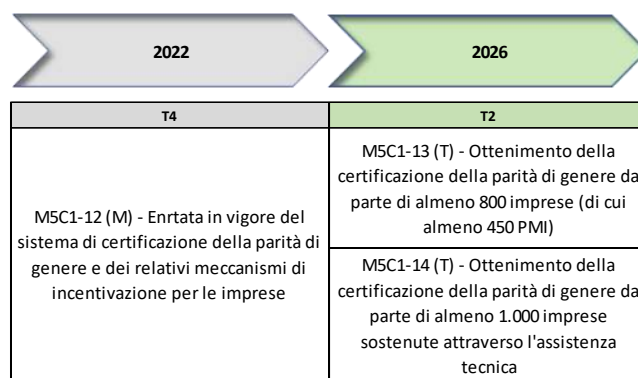 2022
2026
T4
T2
M5C1-12 (M) - Enrtata in vigore del
sistema di certificazione della parità di
genere e dei relativi meccanismi di
incentivazione per le imprese
M5C1-13 (T) - Ottenimento della
certificazione della parità di genere da
parte di almeno 800 imprese (di cui
almeno 450 PMI)
M5C1-14 (T) - Ottenimento della
certificazione della parità di genere da
parte di almeno 1.000 imprese
sostenute attraverso l'assistenza
tecnica